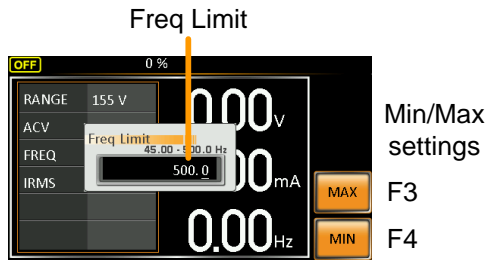 Freq Limit
OFF 0 %
RANGE 155 V
ACV
FREQ
IRMS
0.00 V
Freq Limit
45.00 - 500.0 Hz
500.0
00 mA
0.00 Hz
MAX
MIN
Min/Max
settings
F3
F4